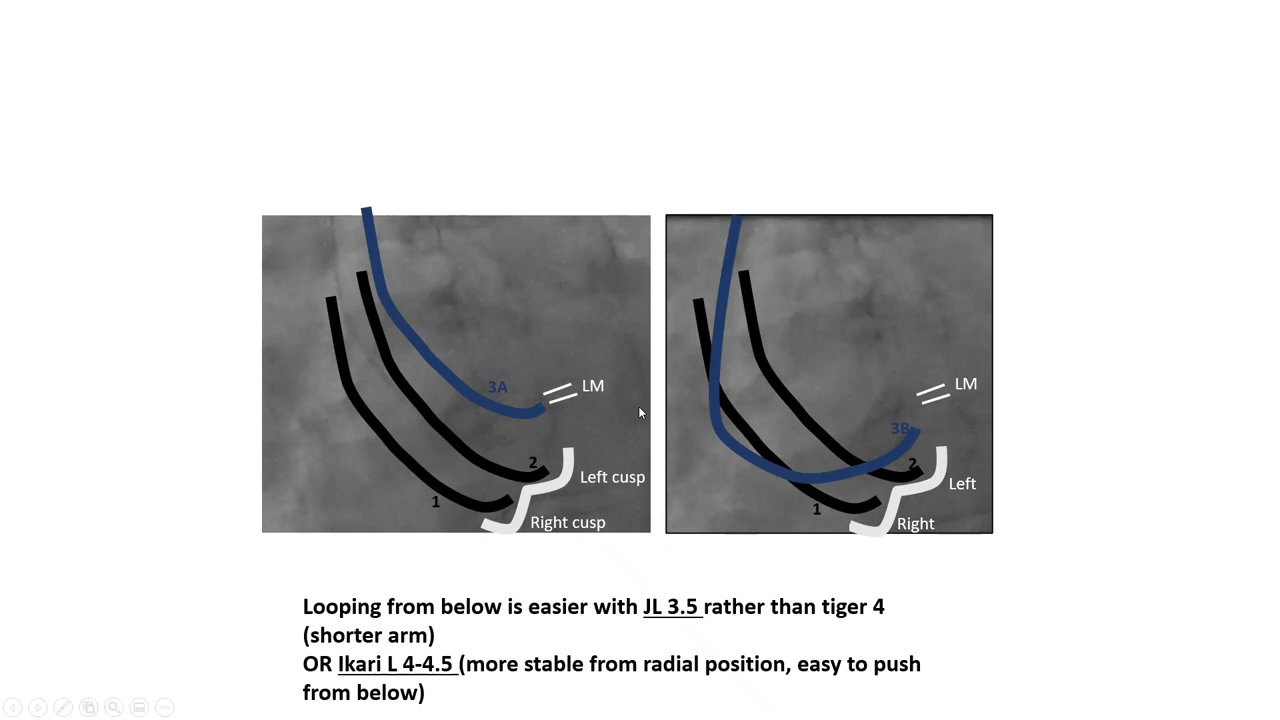 3A
LM
2
Left cusp
1
Right cusp
LM
3B
2
Left
1
Right
Looping from below is easier with JL 3.5 rather than tiger 4
(shorter arm)
OR Ikari L 4-4.5 (more stable from radial position, easy to push
from below)